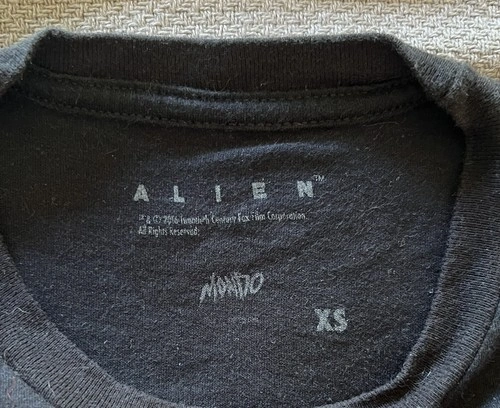 ALIEN™
™ & © 2016 Twentieth Century Fox Film Corporation.
All Rights Reserved.
MONDO
XS